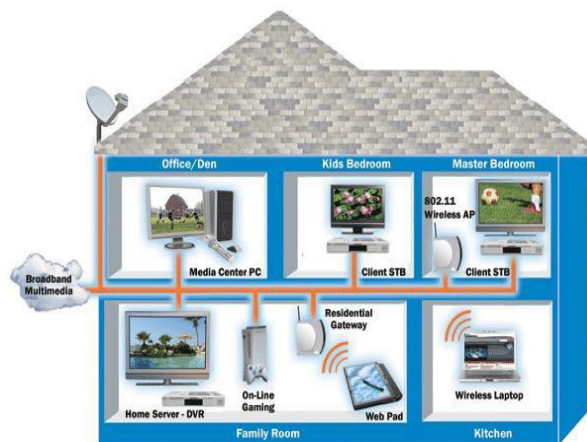 Office/Den
Kids Bedroom
Master Bedroom
802.11
Wireless AP
Broadband
Multimedia
Media Center PC
Client STB
Client STB
Residential
Gateway
Home Server - DVR
On-Line
Gaming
Web Pad
Wireless Laptop
Family Room
Kitchen